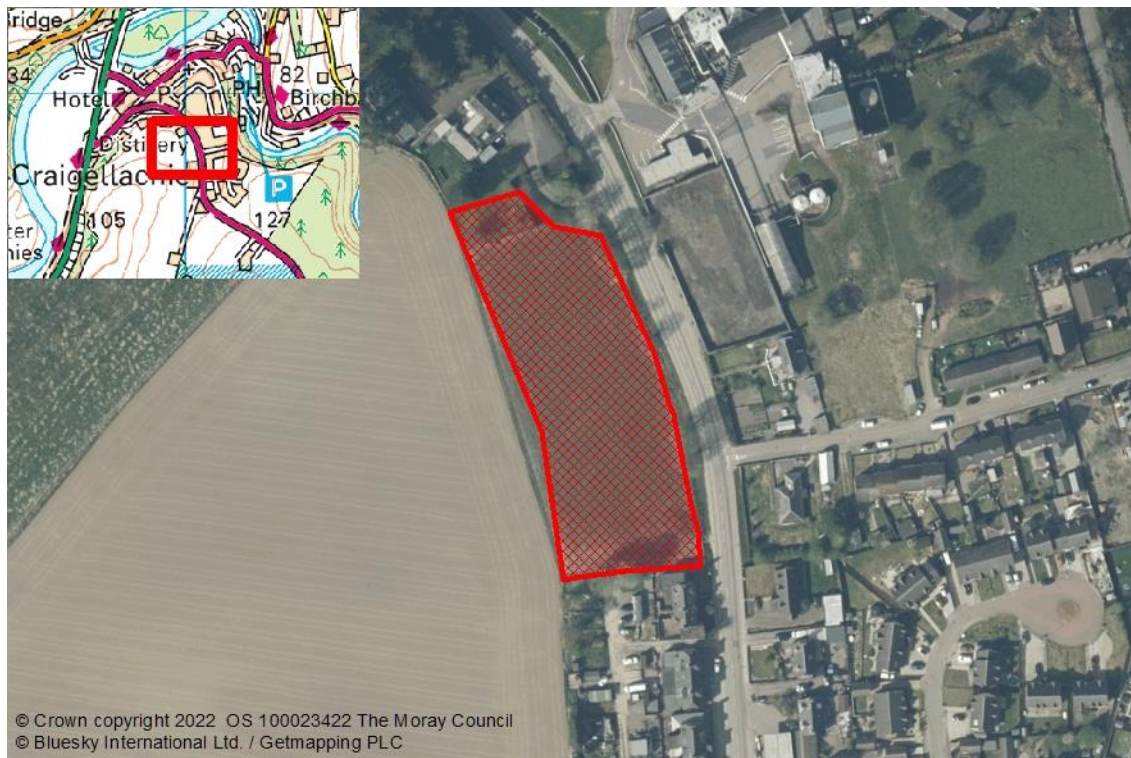 Bridge
34
82
PH
Hotel
P
Birchb
Distillery
Craigellachie
P
105
127
ter
nies
© Crown copyright 2022 OS 100023422 The Moray Council
© Bluesky International Ltd. / Getmapping PLC